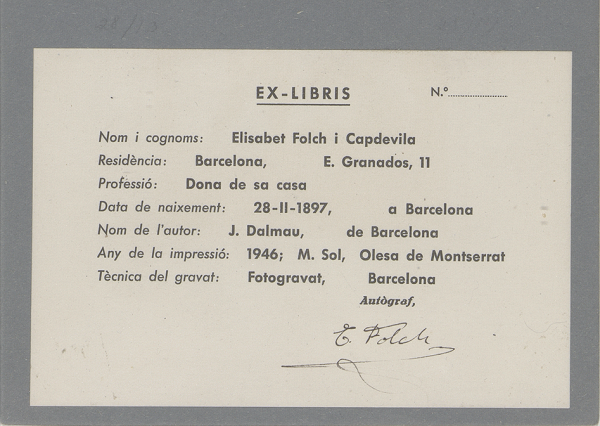 EX-LIBRIS
N.º........................
Nom i cognoms: Elisabet Folch i Capdevila
Residència: Barcelona, E. Granados, 11
Professió: Dona de sa casa
Data de naixement: 28-II-1897, a Barcelona
Nom de l'autor: J. Dalmau, de Barcelona
Any de la impressió: 1946; M. Sol, Olesa de Montserrat
Tècnica del gravat: Fotogravat, Barcelona
Autògraf,
E. Folch